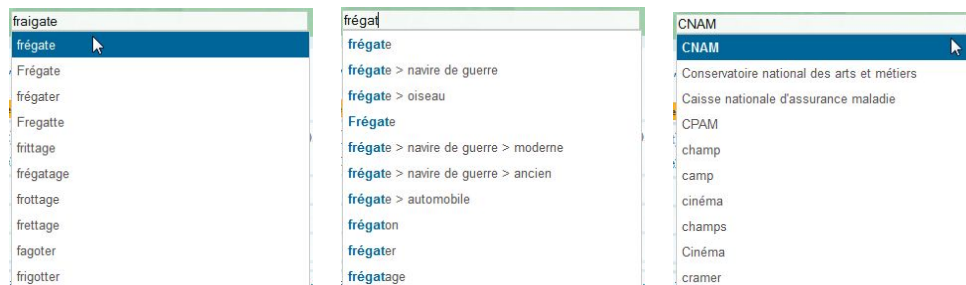 fraigate
frégate
Frégate
frégater
Fregatte
frittage
frégatage
frottage
frettage
fagoter
frigotter
frégat
frégate
frégate > navire de guerre
frégate > oiseau
Frégate
frégate > navire de guerre > moderne
frégate > navire de guerre > ancien
frégate > automobile
frégaton
frégater
frégatage
CNAM
CNAM
Conservatoire national des arts et métiers
Caisse nationale d'assurance maladie
CPAM
champ
camp
cinéma
champs
Cinéma
cramer